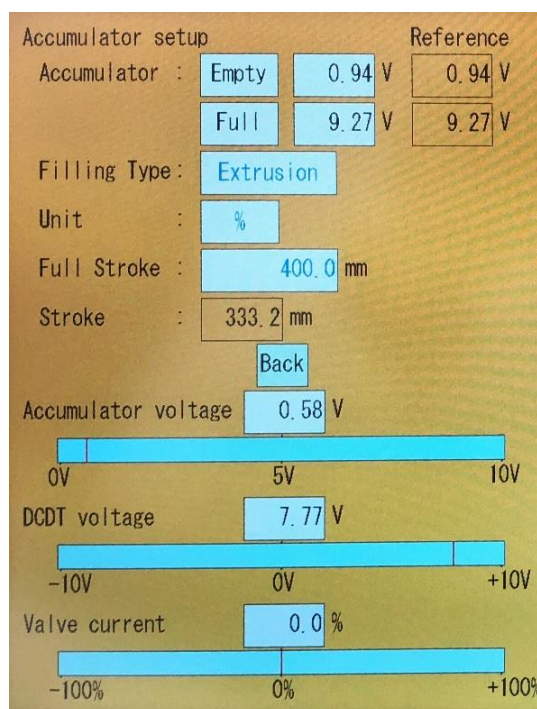 Accumulator setup Reference
Accumulator : Empty 0.94 V 0.94 V
Full 9.27 V 9.27 V
Filling Type: Extrusion
Unit : %
Full Stroke : 400.0 mm
Stroke : 333.2 mm
Back
Accumulator voltage 0.58 V
0V 5V 10V
DCDT voltage 7.77 V
-10V 0V +10V
Valve current 0.0 %
-100% 0% +100%